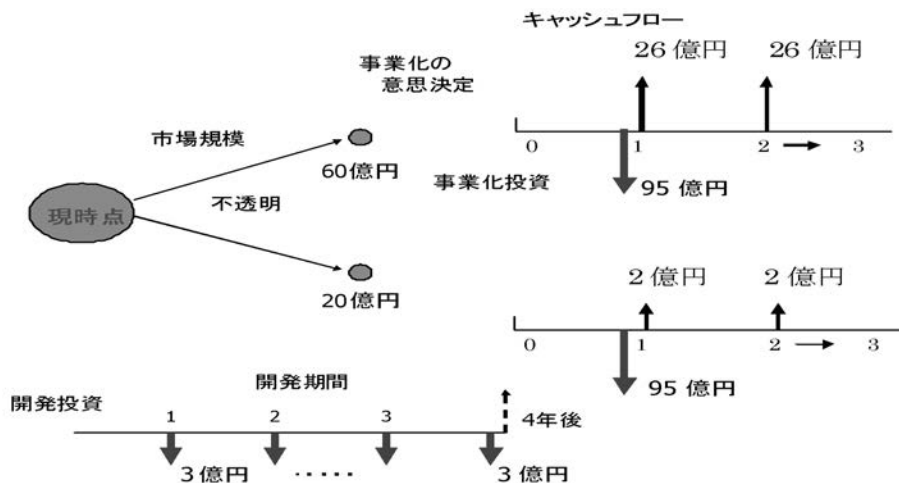 キャッシュフロー
26 億円 26 億円
事業化の
意思決定
市場規模
0 1 2 3
60億円
事業化投資 95 億円
不透明
現時点
2 億円 2 億円
20億円
0 1 2 3
95 億円
開発期間
開発投資 1 2 3 4年後
3億円 ‥‥‥ 3 億円